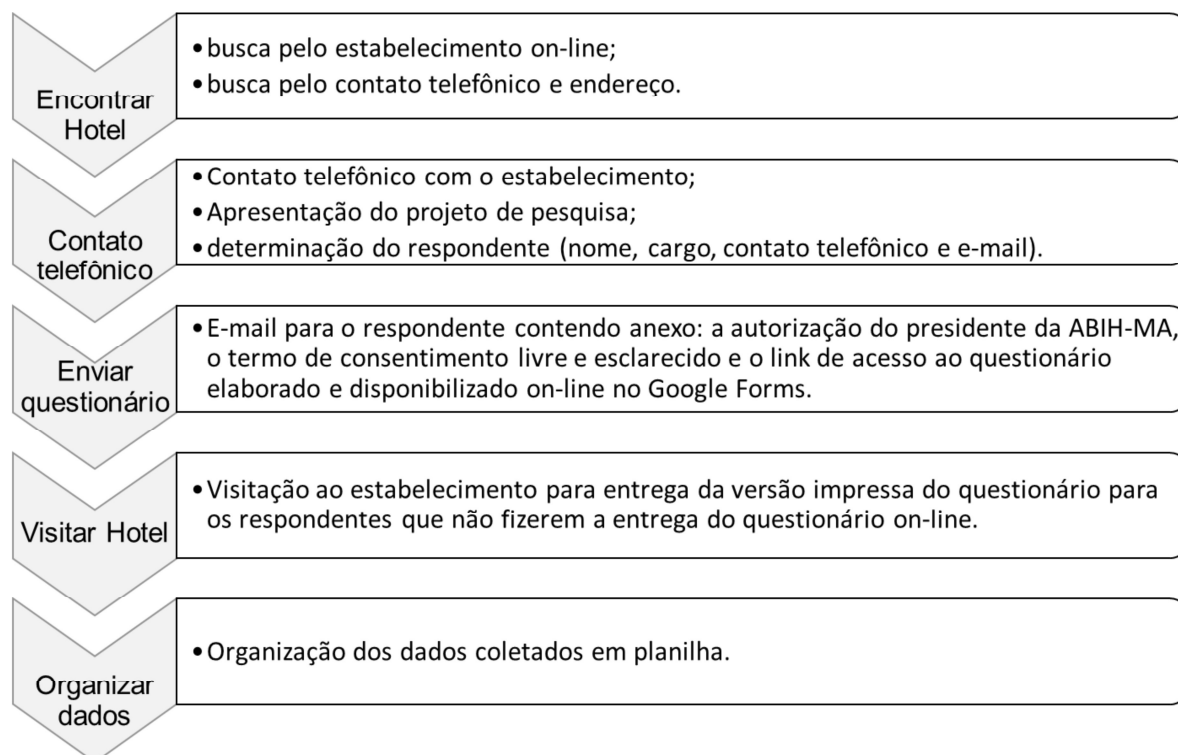 Encontrar
Hotel
•busca pelo estabelecimento on-line;
•busca pelo contato telefônico e endereço.
Contato
telefônico
•Contato telefônico com o estabelecimento;
•Apresentação do projeto de pesquisa;
•determinação do respondente (nome, cargo, contato telefônico e e-mail).
Enviar
questionário
•E-mail para o respondente contendo anexo: a autorização do presidente da ABIH-MA,
o termo de consentimento livre e esclarecido e o link de acesso ao questionário
elaborado e disponibilizado on-line no Google Forms.
Visitar Hotel
•Visitação ao estabelecimento para entrega da versão impressa do questionário para
os respondentes que não fizerem a entrega do questionário on-line.
Organizar
dados
•Organização dos dados coletados em planilha.